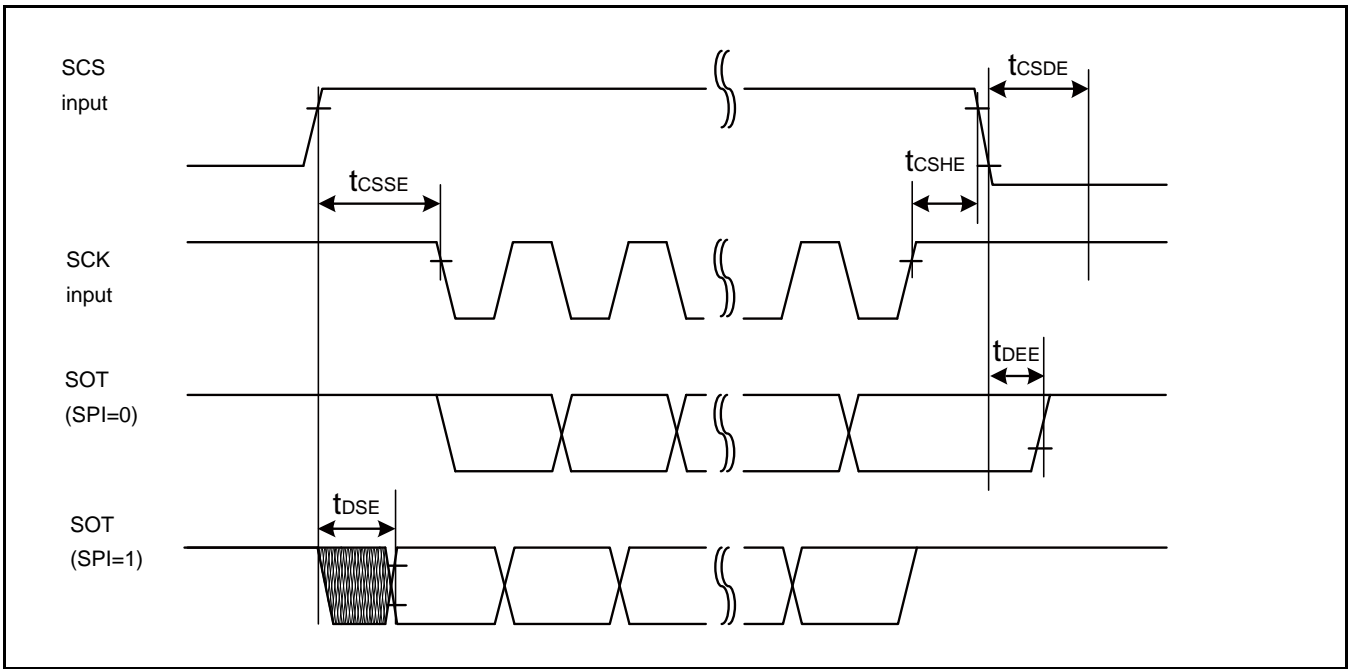 SCS
input
tCSDE
tCSHE
tCSSE
SCK
input
tDEE
SOT
(SPI=0)
tDSE
SOT
(SPI=1)